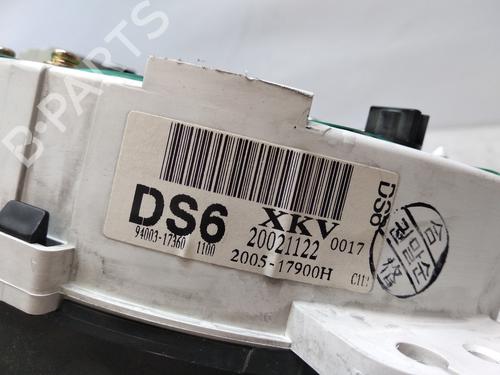 B-PARTS
DS6 XKV 0017
94003-17360 1100 20021122
2005-17900H
DS6